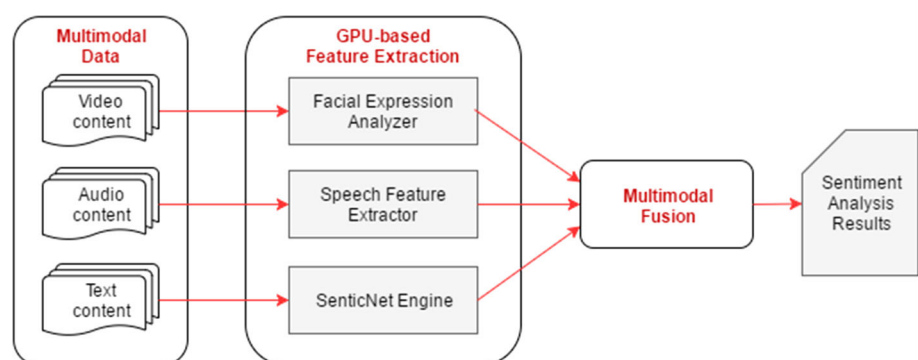 Multimodal
Data
Video
content
Audio
content
Text
content
GPU-based
Feature Extraction
Facial Expression
Analyzer
Speech Feature
Extractor
SenticNet Engine
Multimodal
Fusion
Sentiment
Analysis
Results